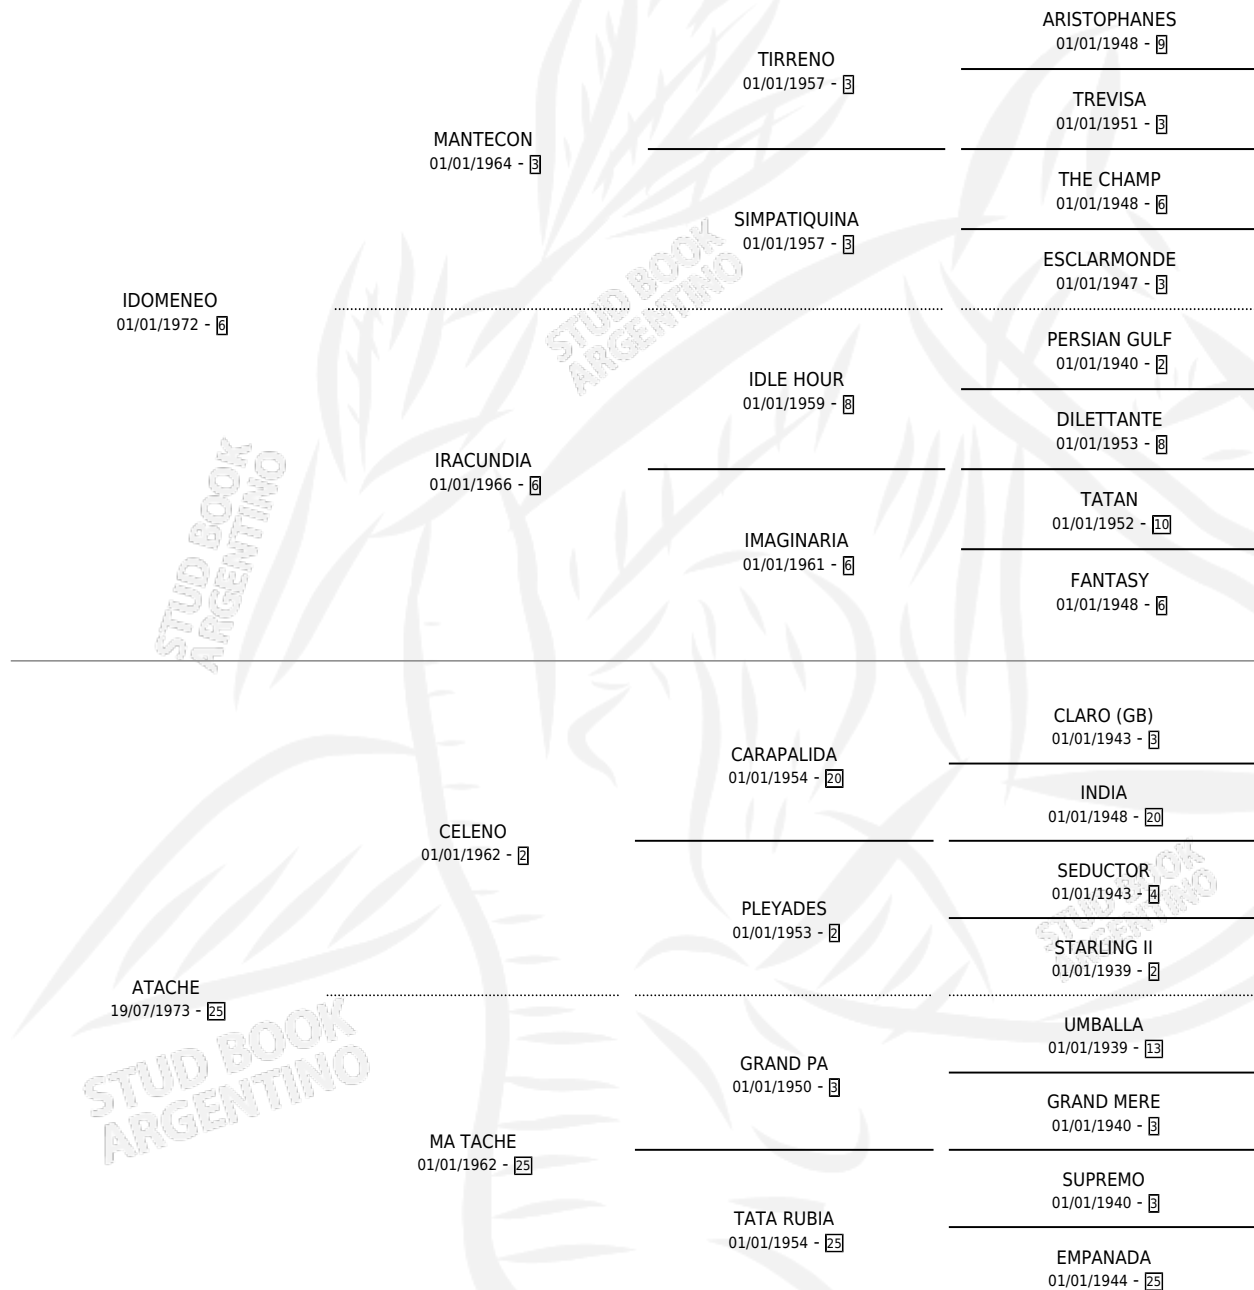 ARISTOPHANES
01/01/1948 - 9
TIRRENO
01/01/1957 - 3
TREVISA
01/01/1951 - 3
MANTECON
01/01/1964 - 3
THE CHAMP
01/01/1948 - 6
SIMPATIQUINA
01/01/1957 - 3
ESCLARMONDE
01/01/1947 - 3
IDOMENEO
01/01/1972 - 6
PERSIAN GULF
01/01/1940 - 2
IDLE HOUR
01/01/1959 - 8
DILETTANTE
01/01/1953 - 8
IRACUNDIA
01/01/1966 - 6
TATAN
01/01/1952 - 10
IMAGINARIA
01/01/1961 - 6
FANTASY
01/01/1948 - 6
CLARO (GB)
01/01/1943 - 3
CARAPALIDA
01/01/1954 - 20
INDIA
01/01/1948 - 20
CELENO
01/01/1962 - 2
SEDUCTOR
01/01/1943 - 4
PLEYADES
01/01/1953 - 2
STARLING II
01/01/1939 - 2
ATACHE
19/07/1973 - 25
UMBALLA
01/01/1939 - 13
GRAND PA
01/01/1950 - 3
GRAND MERE
01/01/1940 - 3
MA TACHE
01/01/1962 - 25
SUPREMO
01/01/1940 - 3
TATA RUBIA
01/01/1954 - 25
EMPANADA
01/01/1944 - 25
STUD BOOK
ARGENTINO
STUD BOOK
ARGENTINO
STUD BOOK
ARGENTINO
STUD BOOK
ARGENTINO